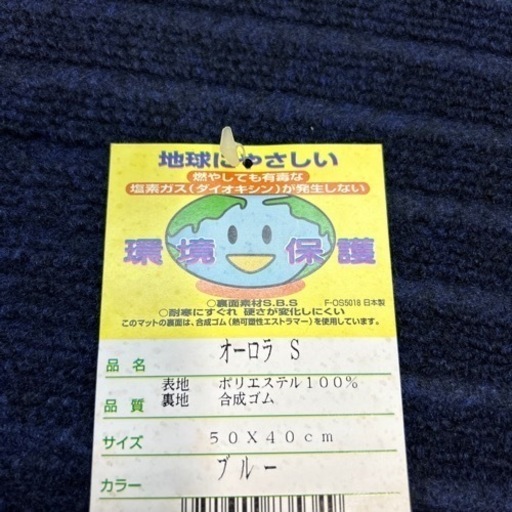 地球にやさしい
燃やしても有毒な
塩素ガス(ダイオキシン)が発生しない
環境保護
○裏面素材S.B.S F-OS5018 日本製
○耐寒にすぐれ 硬さが変化しにくい
このマットの裏面は、合成ゴム(熱可塑性エストラマー)を使用しています。
品名 オーロラ S
品質 表地 ポリエステル100%
裏地 合成ゴム
サイズ 50X40cm
カラー ブルー